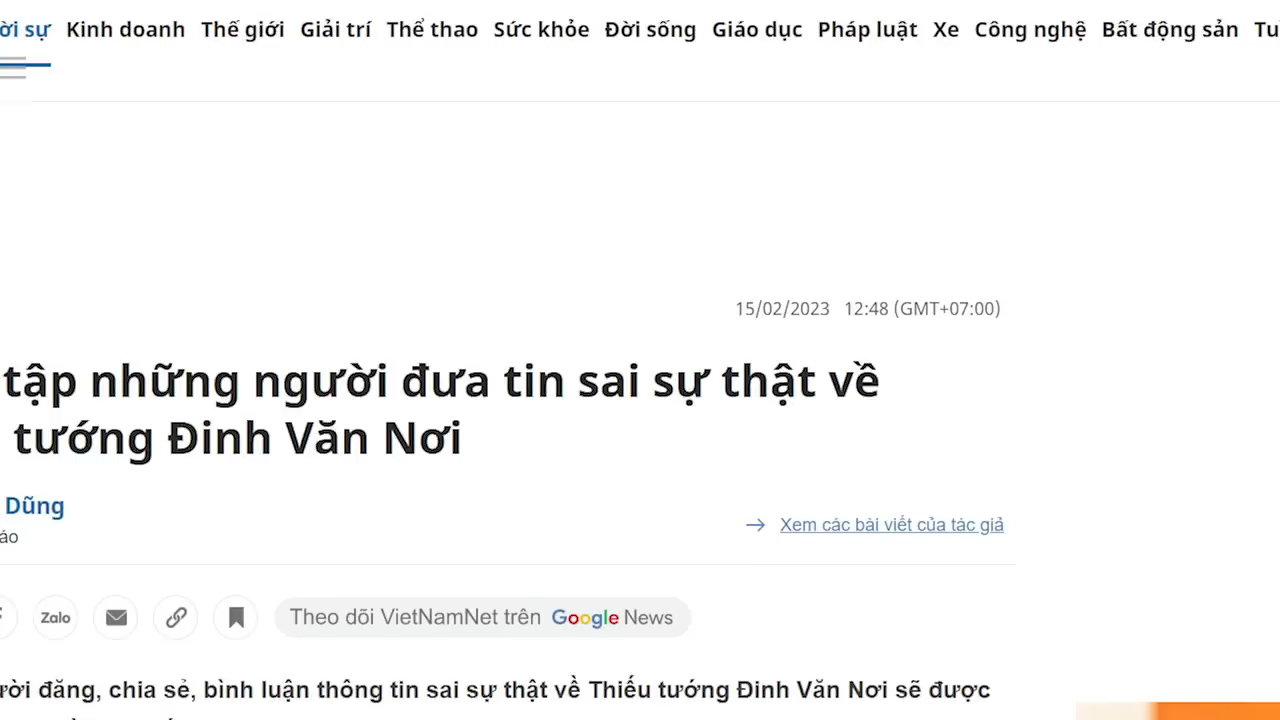 ời sự Kinh doanh Thế giới Giải trí Thể thao Sức khỏe Đời sống Giáo dục Pháp luật Xe Công nghệ Bất động sản Tu
15/02/2023 12:48 (GMT+07:00)
tập những người đưa tin sai sự thật về
tướng Đinh Văn Nơi
Dũng
áo
→ Xem các bài viết của tác giả
Zalo
Theo dõi VietNamNet trên Google News
ười đăng, chia sẻ, bình luận thông tin sai sự thật về Thiếu tướng Đinh Văn Nơi sẽ được